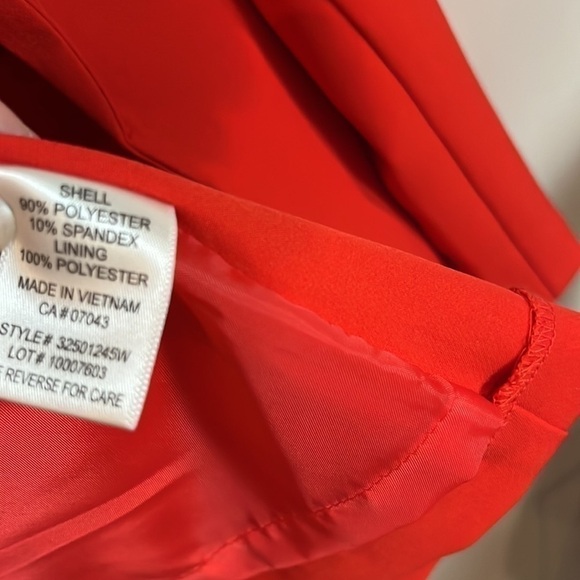 SHELL
90% POLYESTER
10% SPANDEX
LINING
100% POLYESTER
MADE IN VIETNAM
CA # 07043
STYLE# 32501245W
LOT# 10007603
REVERSE FOR CARE